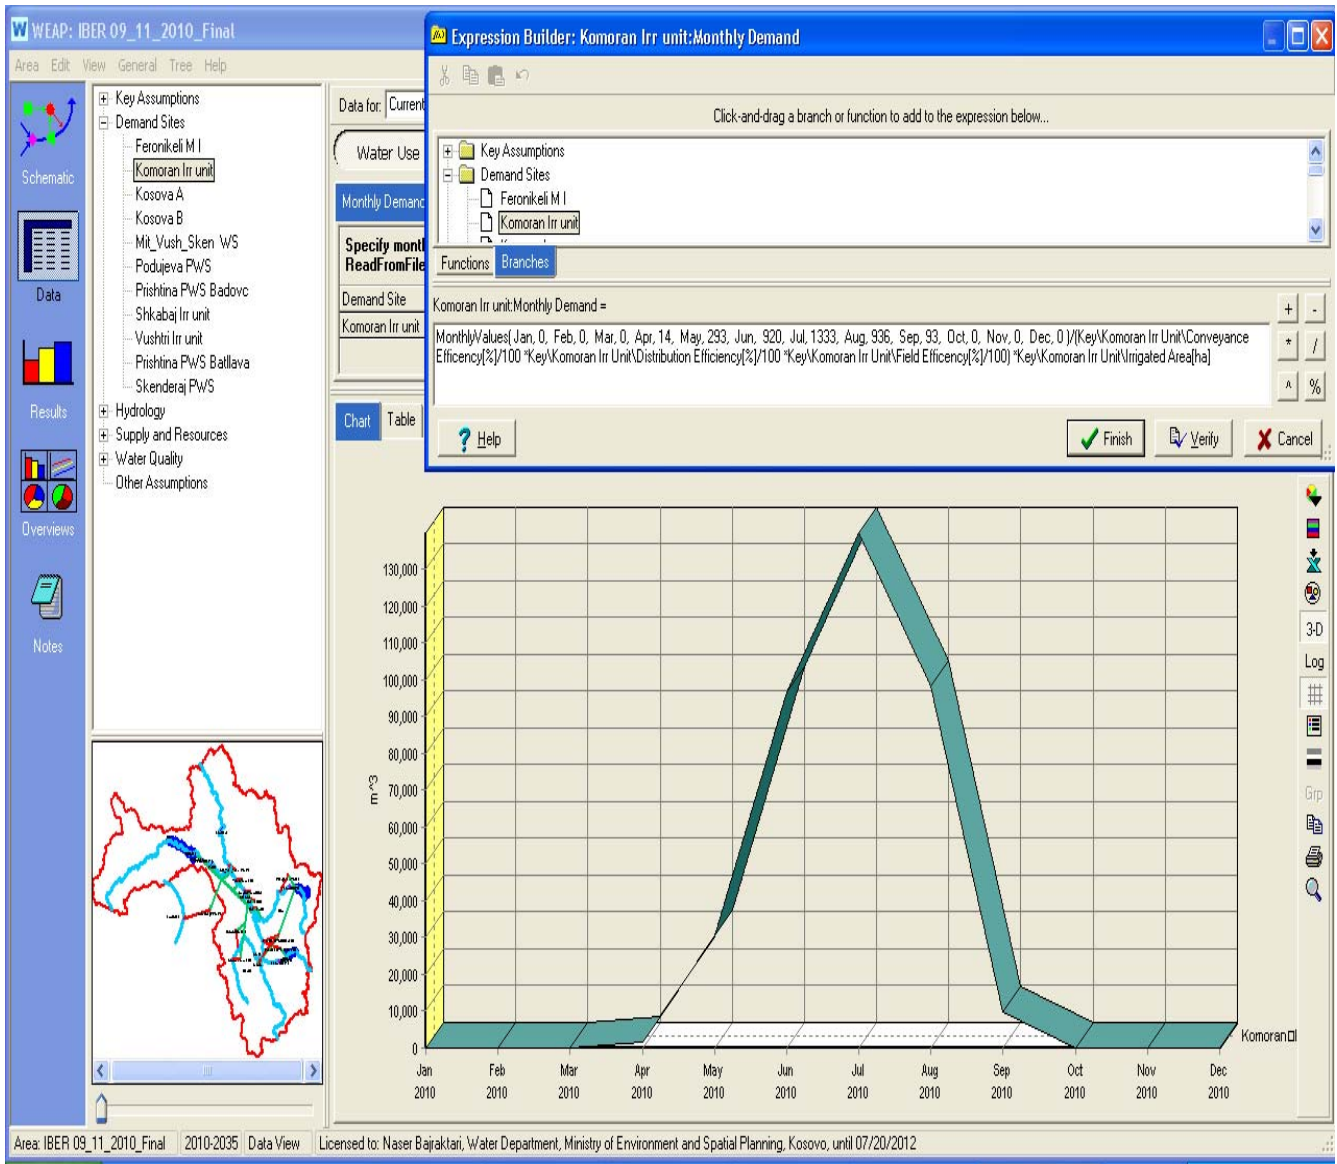 WEAP: IBER 09_11_2010_Final
Area Edit View General Tree Help
Schematic
Data
Results
Overviews
Notes
Key Assumptions
Demand Sites
Feronikeli M I
Komoran Irr unit
Kosova A
Kosova B
Mit_Vush_Sken WS
Podujeva PWS
Prishtina PWS Badovc
Shkabaj Irr unit
Vushtri Irr unit
Prishtina PWS Batllava
Skenderaj PWS
Hydrology
Supply and Resources
Water Quality
Other Assumptions
Data for: Current
Water Use
Monthly Demand
Specify mont
ReadFromFile
Demand Site
Komoran Irr unit
Chart Table
Expression Builder: Komoran Irr unit:Monthly Demand
Click-and-drag a branch or function to add to the expression below...
Key Assumptions
Demand Sites
Feronikeli M I
Komoran Irr unit
Functions Branches
Komoran Irr unit:Monthly Demand =
MonthlyValues( Jan, 0, Feb, 0, Mar, 0, Apr, 14, May, 293, Jun, 920, Jul, 1333, Aug, 936, Sep, 93, Oct, 0, Nov, 0, Dec, 0 )/(Key\Komoran Irr Unit\Conveyance
Efficency[%]/100 *Key\Komoran Irr Unit\Distribution Efficiency[%]/100 *Key\Komoran Irr Unit\Field Efficency[%]/100) *Key\Komoran Irr Unit\Irrigated Area[ha]
+ -
* /
^ %
? Help
Finish
Verify
Cancel
130,000
120,000
110,000
100,000
90,000
80,000
70,000
60,000
50,000
40,000
30,000
20,000
10,000
0
m^3
Jan Feb Mar Apr May Jun Jul Aug Sep Oct Nov Dec
2010 2010 2010 2010 2010 2010 2010 2010 2010 2010 2010 2010
Komoran
3-D
Log
Grp
Area: IBER 09_11_2010_Final 2010-2035 Data View Licensed to: Naser Bajraktari, Water Department, Ministry of Environment and Spatial Planning, Kosovo, until 07/20/2012